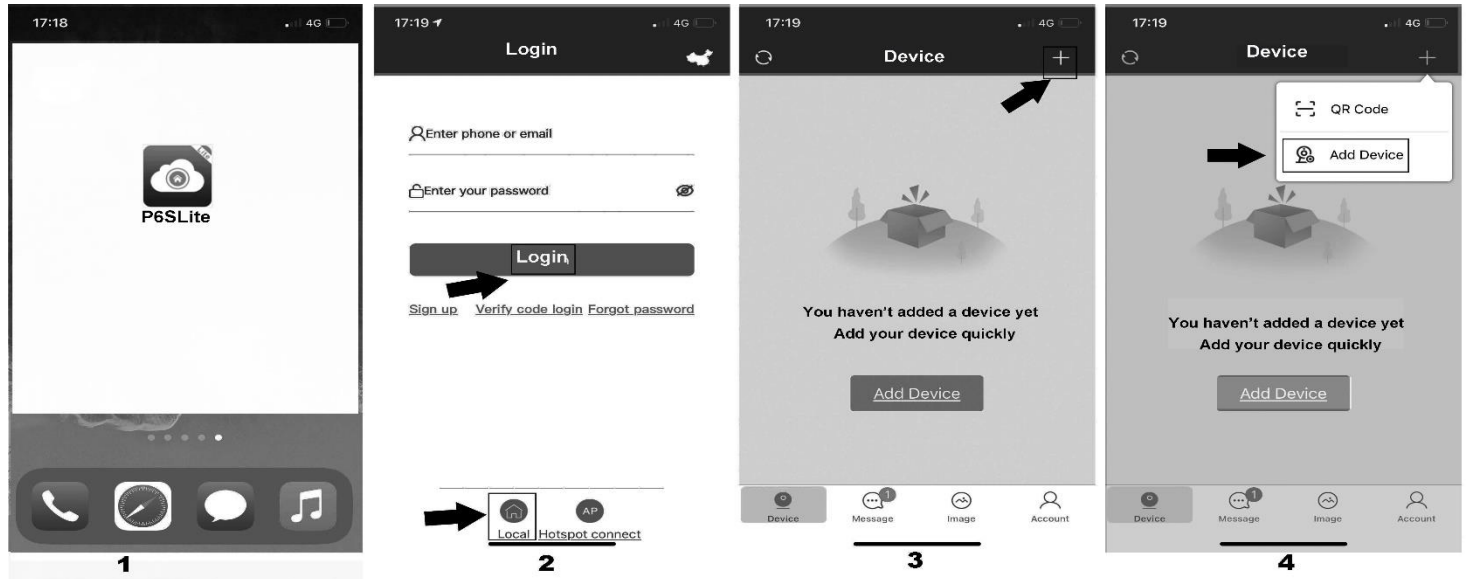 17:18
4G
Lite
P6SLite
1
17:19
4G
Login
Enter phone or email
Enter your password
Login
Sign up Verify code login Forgot password
AP
Local Hotspot connect
2
17:19
4G
Device
You haven't added a device yet
Add your device quickly
Add Device
1
Device Message Image Account
3
17:19
4G
Device
QR Code
Add Device
You haven't added a device yet
Add your device quickly
Add Device
1
Device Message Image Account
4